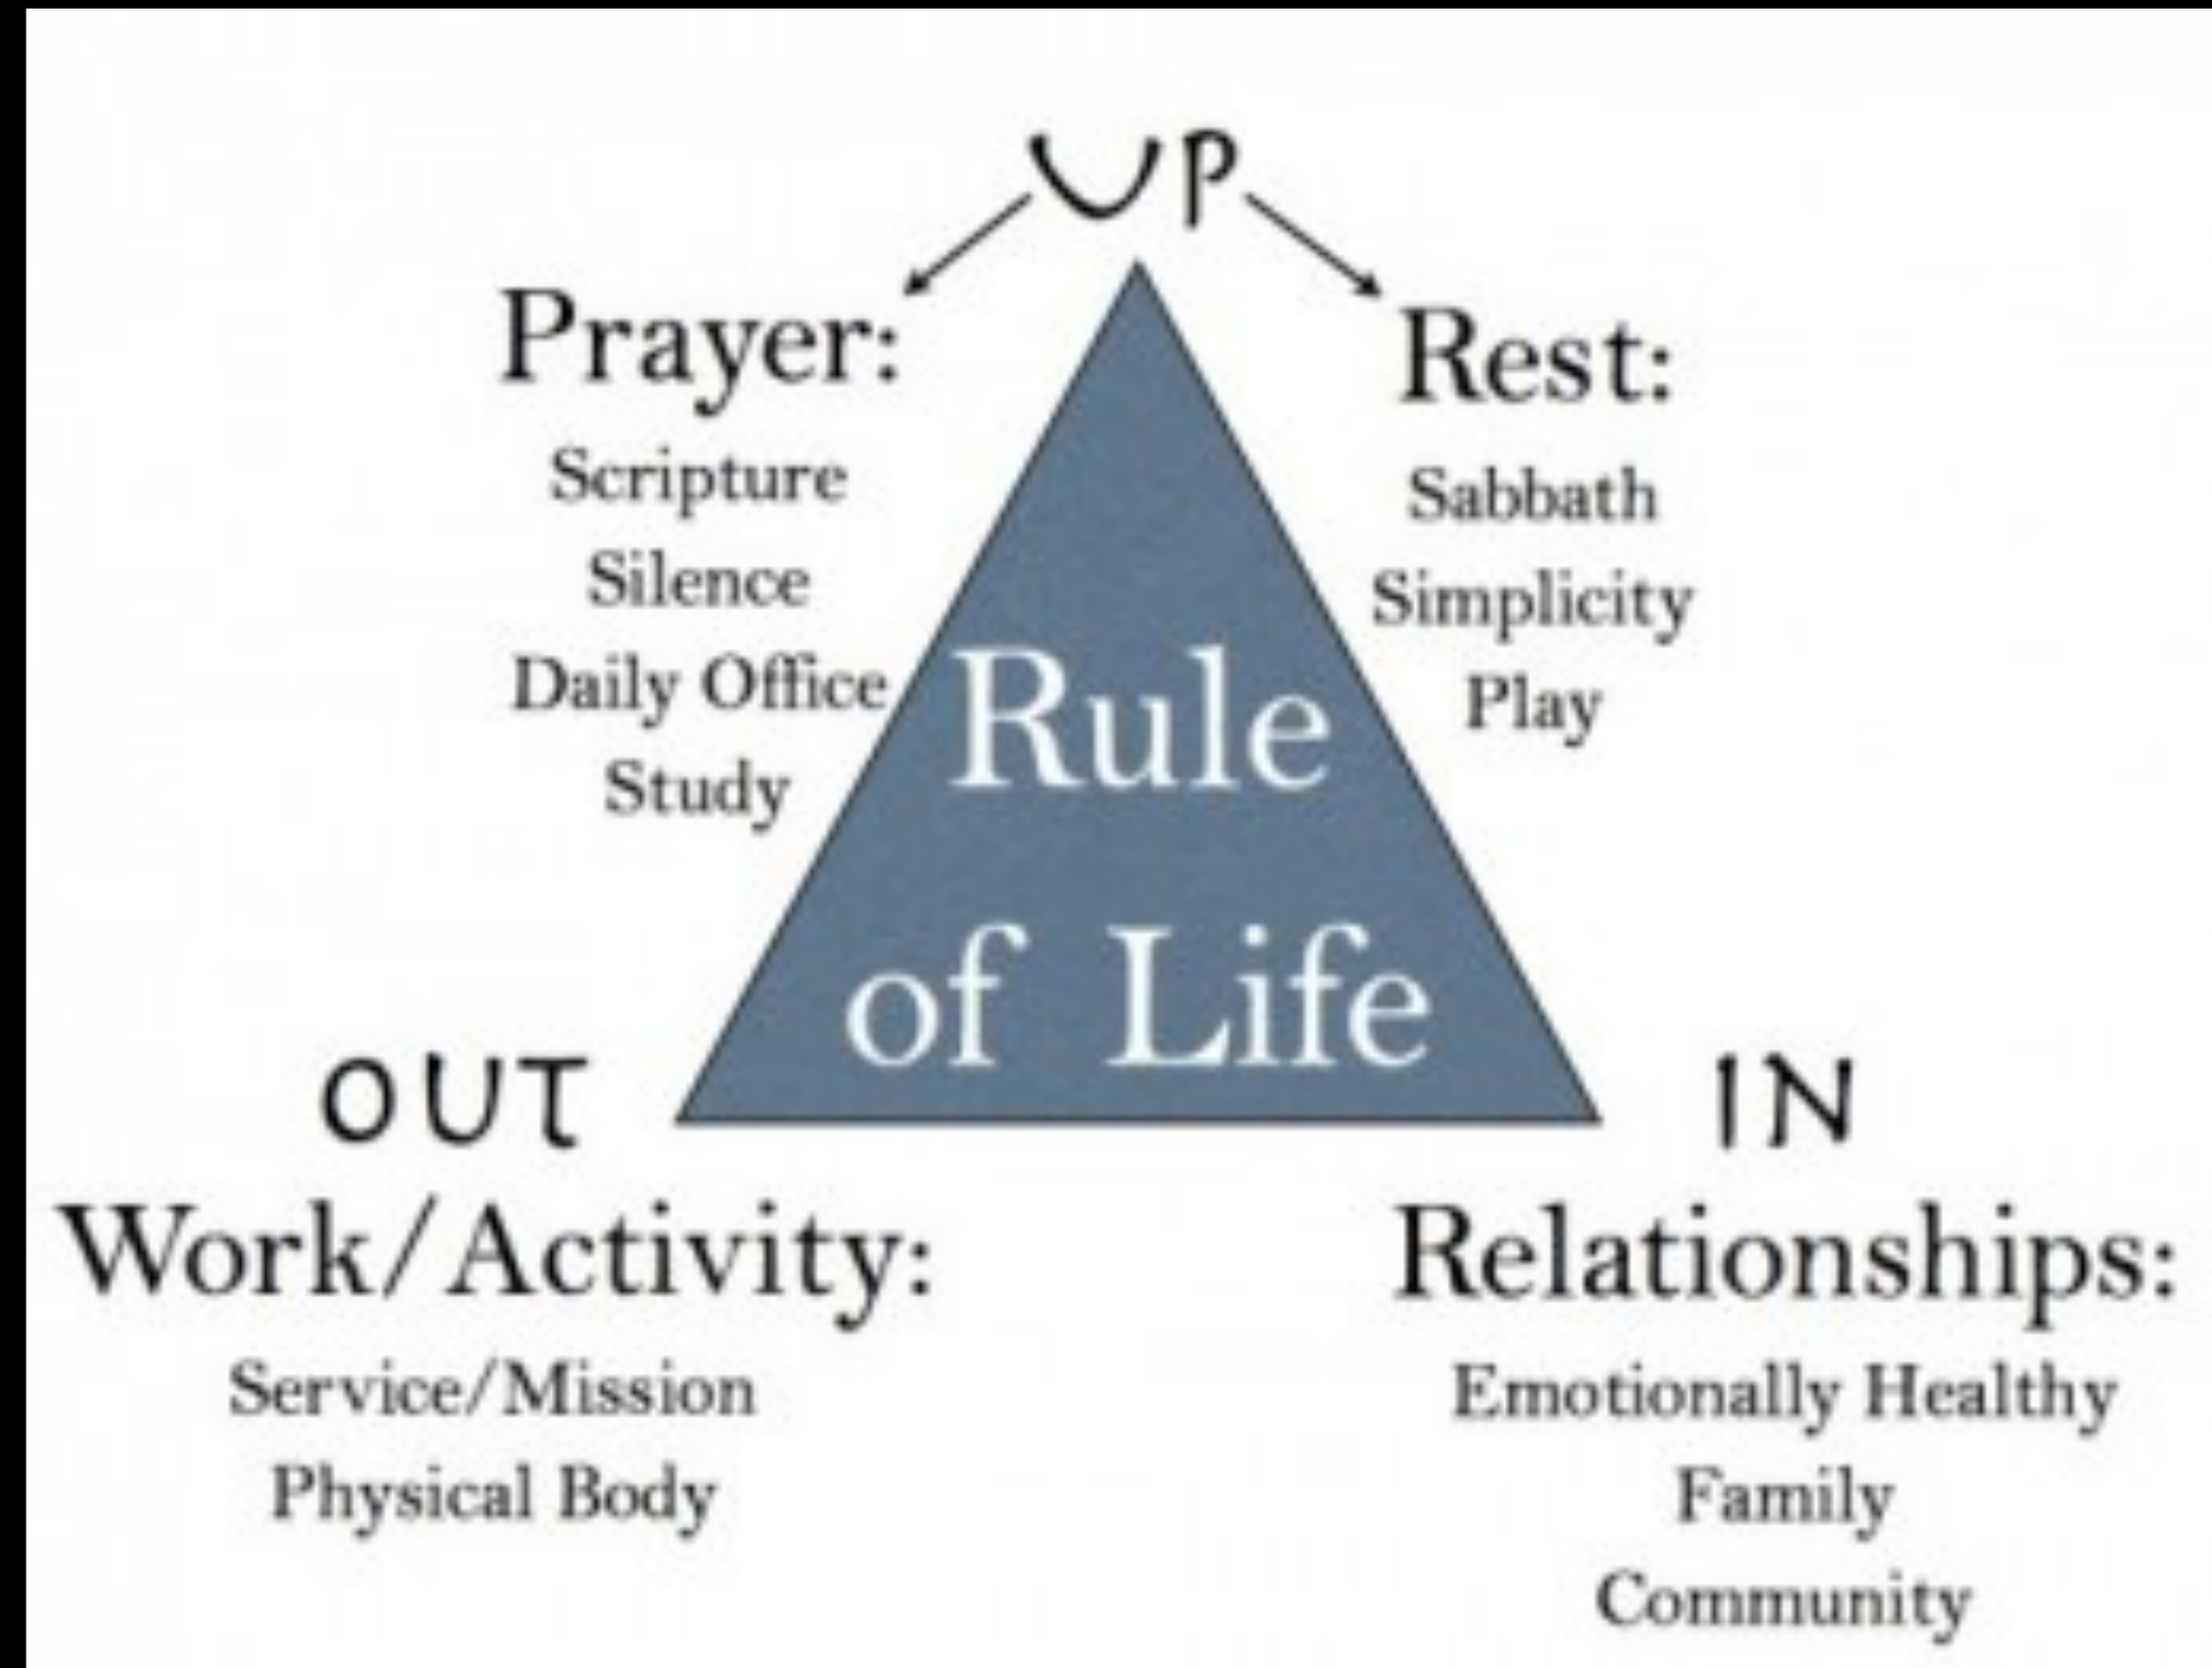 UP
Prayer:
Scripture
Silence
Daily Office
Study
Rest:
Sabbath
Simplicity
Play
Rule
of Life
OUT
Work/Activity:
Service/Mission
Physical Body
IN
Relationships:
Emotionally Healthy
Family
Community